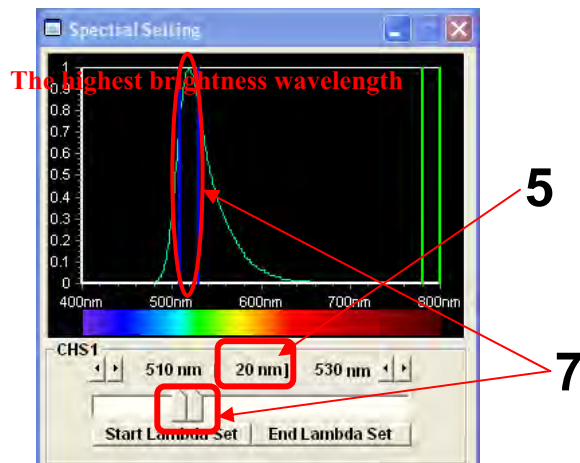 Spectral Setting
The highest brightness wavelength
1
0.9
0.8
0.7
0.6
0.5
0.4
0.3
0.2
0.1
0
400nm 500nm 600nm 700nm 800nm
5
CHS1
510 nm 20 nm] 530 nm
7
Start Lambda Set End Lambda Set